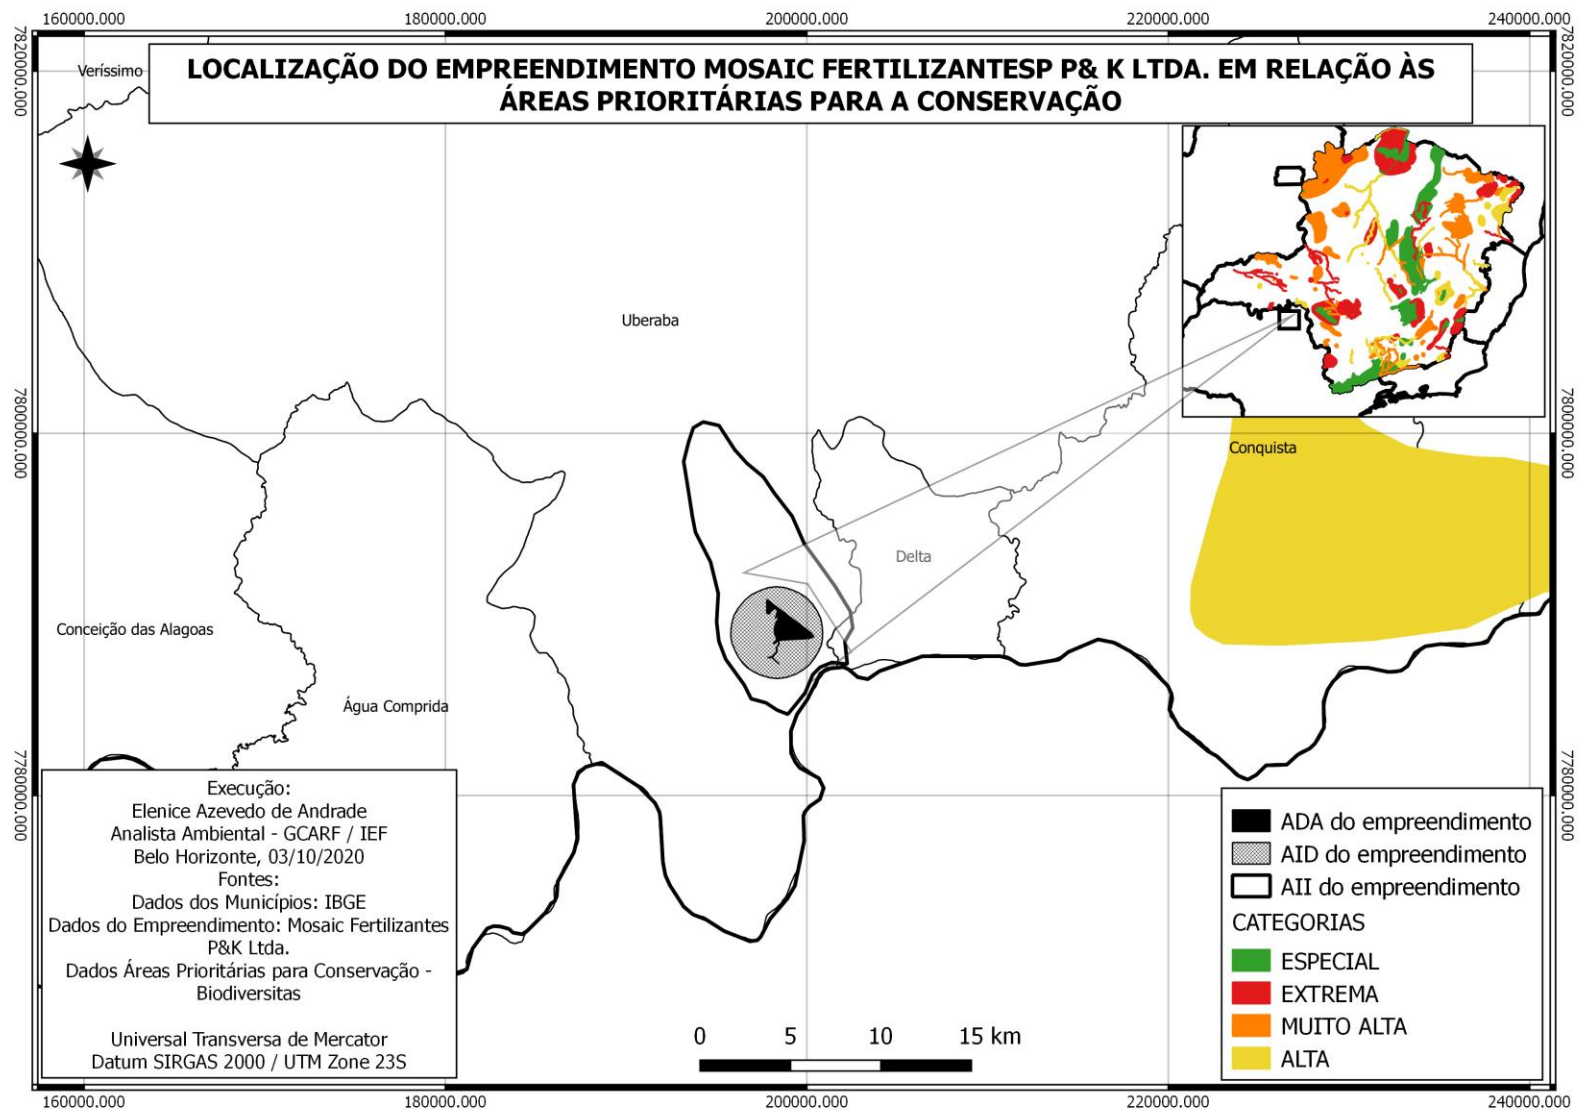 160000.000
180000.000
200000.000
220000.000
240000.000
7820000.000
7820000.000
Veríssimo
LOCALIZAÇÃO DO EMPREENDIMENTO MOSAIC FERTILIZANTESP P& K LTDA. EM RELAÇÃO ÀS
ÁREAS PRIORITÁRIAS PARA A CONSERVAÇÃO
Uberaba
7800000.000
7800000.000
Conquista
Delta
Conceição das Alagoas
Água Comprida
7780000.000
7780000.000
Execução:
Elenice Azevedo de Andrade
Analista Ambiental - GCARF / IEF
Belo Horizonte, 03/10/2020
Fontes:
Dados dos Municípios: IBGE
Dados do Empreendimento: Mosaic Fertilizantes
P&K Ltda.
Dados Áreas Prioritárias para Conservação -
Biodiversitas
Universal Transversa de Mercator
Datum SIRGAS 2000 / UTM Zone 23S
0 5 10 15 km
ADA do empreendimento
AID do empreendimento
AII do empreendimento
CATEGORIAS
ESPECIAL
EXTREMA
MUITO ALTA
ALTA
160000.000
180000.000
200000.000
220000.000
240000.000